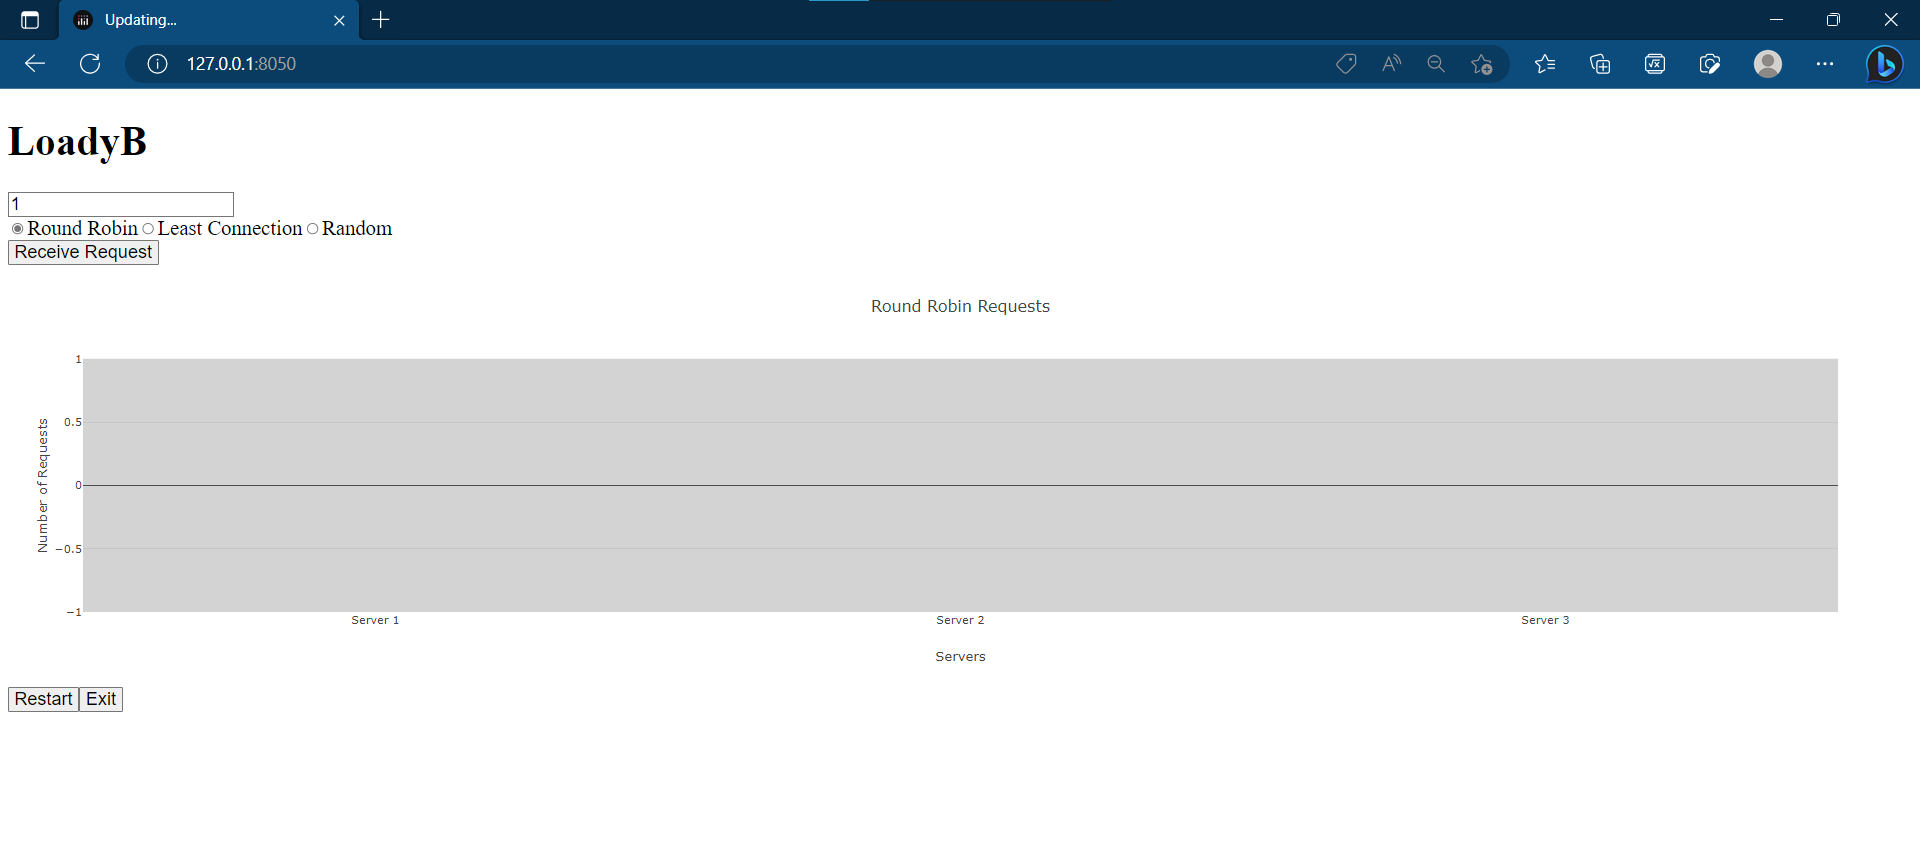 Updating...
127.0.0.1:8050
LoadyB
1
Round Robin Least Connection Random
Receive Request
Round Robin Requests
1
0.5
0
−0.5
−1
Number of Requests
Server 1 Server 2 Server 3
Servers
Restart Exit